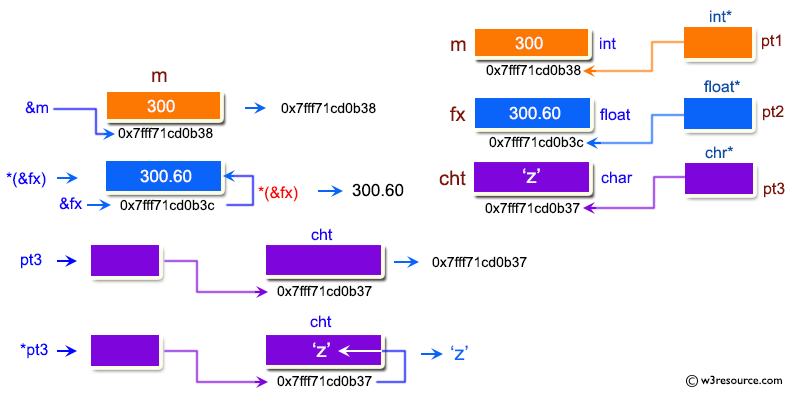 m
&m
300
0x7fff71cd0b38
0x7fff71cd0b38
*(&fx)
300.60
&fx
0x7fff71cd0b3c
*(&fx)
300.60
pt3
cht
0x7fff71cd0b37
0x7fff71cd0b37
*pt3
cht
‘z’
0x7fff71cd0b37
‘z’
int*
m
300
int
pt1
0x7fff71cd0b38
float*
fx
300.60
float
pt2
0x7fff71cd0b3c
chr*
cht
‘z’
char
pt3
0x7fff71cd0b37
© w3resource.com